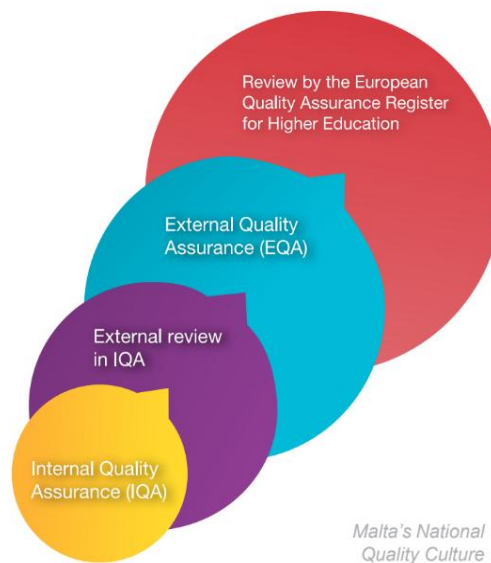 Review by the European
Quality Assurance Register
for Higher Education
External Quality
Assurance (EQA)
External review
in IQA
Internal Quality
Assurance (IQA)
Malta's National
Quality Culture